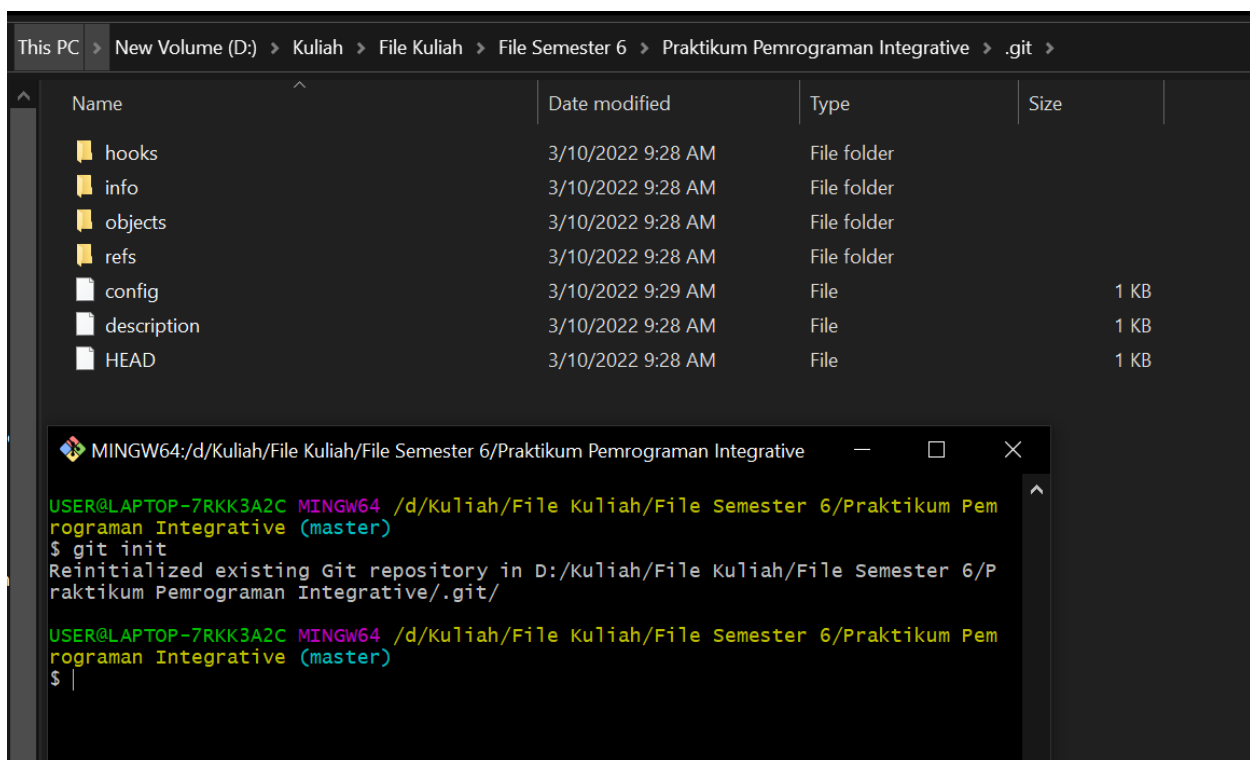 This PC > New Volume (D:) > Kuliah > File Kuliah > File Semester 6 > Praktikum Pemrograman Integrative > .git >
Name Date modified Type Size
hooks 3/10/2022 9:28 AM File folder
info 3/10/2022 9:28 AM File folder
objects 3/10/2022 9:28 AM File folder
refs 3/10/2022 9:28 AM File folder
config 3/10/2022 9:29 AM File 1 KB
description 3/10/2022 9:28 AM File 1 KB
HEAD 3/10/2022 9:28 AM File 1 KB
MINGW64:/d/Kuliah/File Kuliah/File Semester 6/Praktikum Pemrograman Integrative
USER@LAPTOP-7RKK3A2C MINGW64 /d/Kuliah/File Kuliah/File Semester 6/Praktikum Pem
rograman Integrative (master)
$ git init
Reinitialized existing Git repository in D:/Kuliah/File Kuliah/File Semester 6/P
raktikum Pemrograman Integrative/.git/
USER@LAPTOP-7RKK3A2C MINGW64 /d/Kuliah/File Kuliah/File Semester 6/Praktikum Pem
rograman Integrative (master)
$